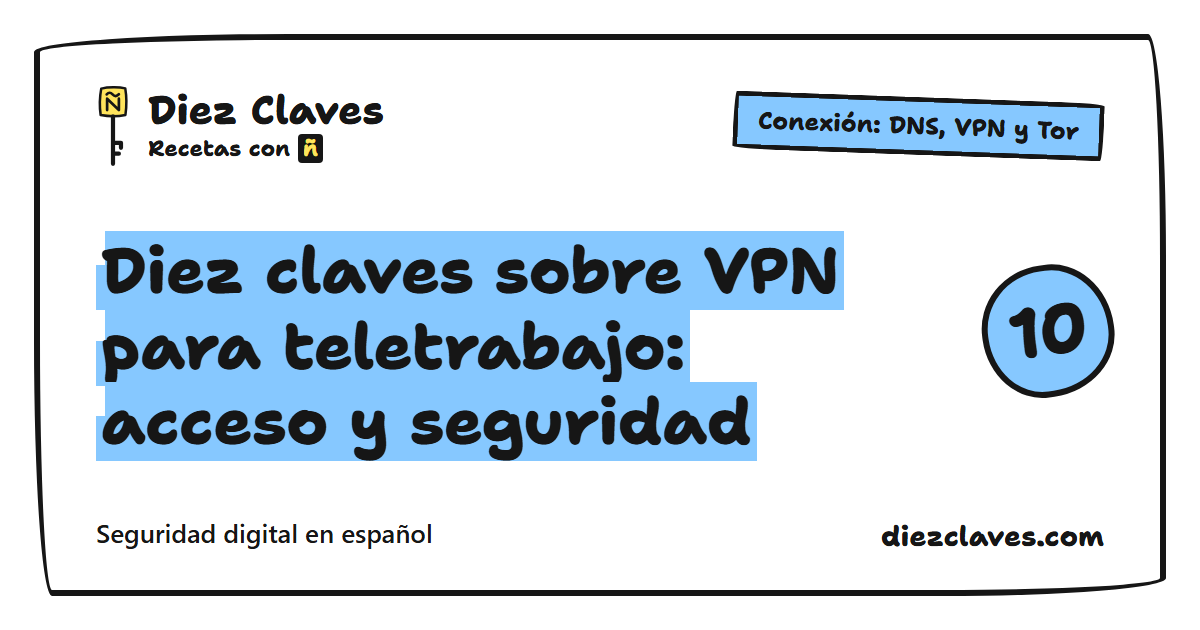 Ñ
Diez Claves
Recetas con ñ
Conexión: DNS, VPN y Tor
Diez claves sobre VPN
para teletrabajo:
acceso y seguridad
10
Seguridad digital en español
diezclaves.com